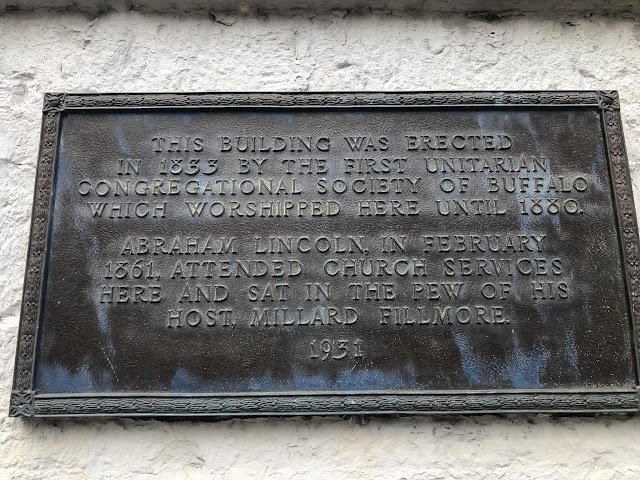 THIS BUILDING WAS ERECTED
IN 1833 BY THE FIRST UNITARIAN
CONGREGATIONAL SOCIETY OF BUFFALO
WHICH WORSHIPPED HERE UNTIL 1880.
ABRAHAM LINCOLN, IN FEBRUARY
1861, ATTENDED CHURCH SERVICES
HERE AND SAT IN THE PEW OF HIS
HOST, MILLARD FILLMORE.
1931